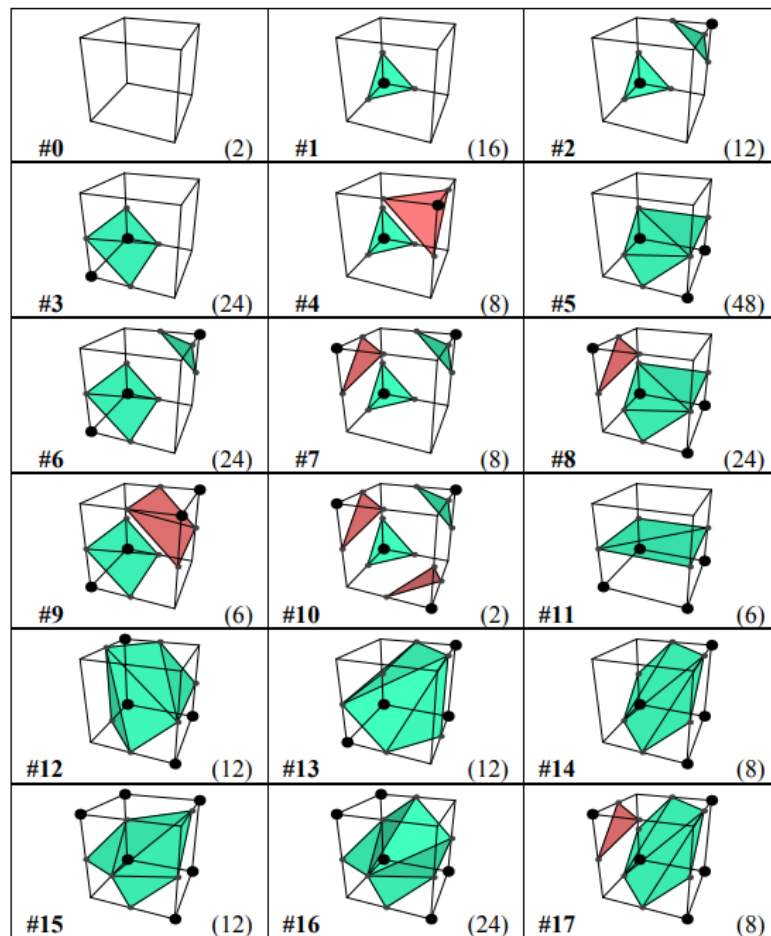 #0 (2) #1 (16) #2 (12)
#3 (24) #4 (8) #5 (48)
#6 (24) #7 (8) #8 (24)
#9 (6) #10 (2) #11 (6)
#12 (12) #13 (12) #14 (8)
#15 (12) #16 (24) #17 (8)